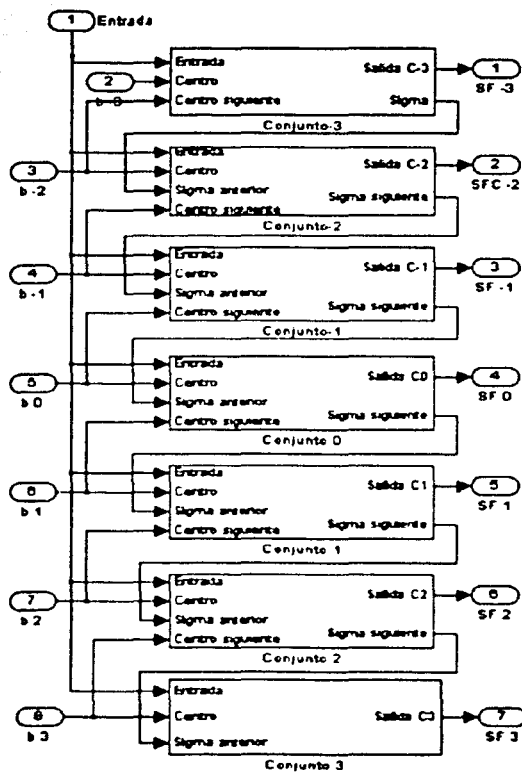 1 Entrada
Entrada
Salida C-3
1
2
Centro
SF -3
Centro siguiente
Sigma
Conjunto-3
Entrada
Salida C-2
2
3
Centro
SFC -2
b -2
Sigma anterior
Sigma siguiente
Centro siguiente
Conjunto-2
Entrada
Salida C-1
3
4
Centro
SF -1
b -1
Sigma anterior
Sigma siguiente
Centro siguiente
Conjunto-1
Entrada
Salida C0
4
5
Centro
SF 0
b 0
Sigma anterior
Sigma siguiente
Centro siguiente
Conjunto 0
Entrada
Salida C1
5
6
Centro
SF 1
b 1
Sigma anterior
Sigma siguiente
Centro siguiente
Conjunto 1
Entrada
Salida C2
6
7
Centro
SF 2
b 2
Sigma anterior
Sigma siguiente
Centro siguiente
Conjunto 2
Entrada
8
Centro
Salida C3
7
b 3
SF 3
Sigma anterior
Conjunto 3